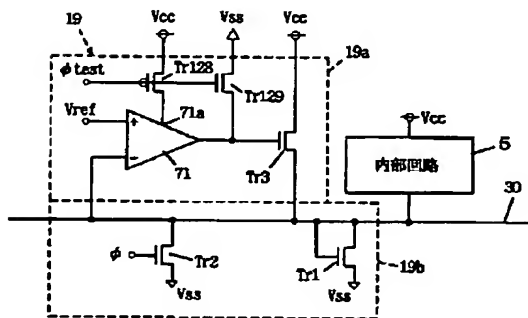 19
Vcc
Vss
Vcc
φtest
Tr128
Tr129
19a
Vref
71a
+
−
71
Tr3
Vcc
5
内部回路
30
φ
Tr2
Vss
Tr1
Vss
19b